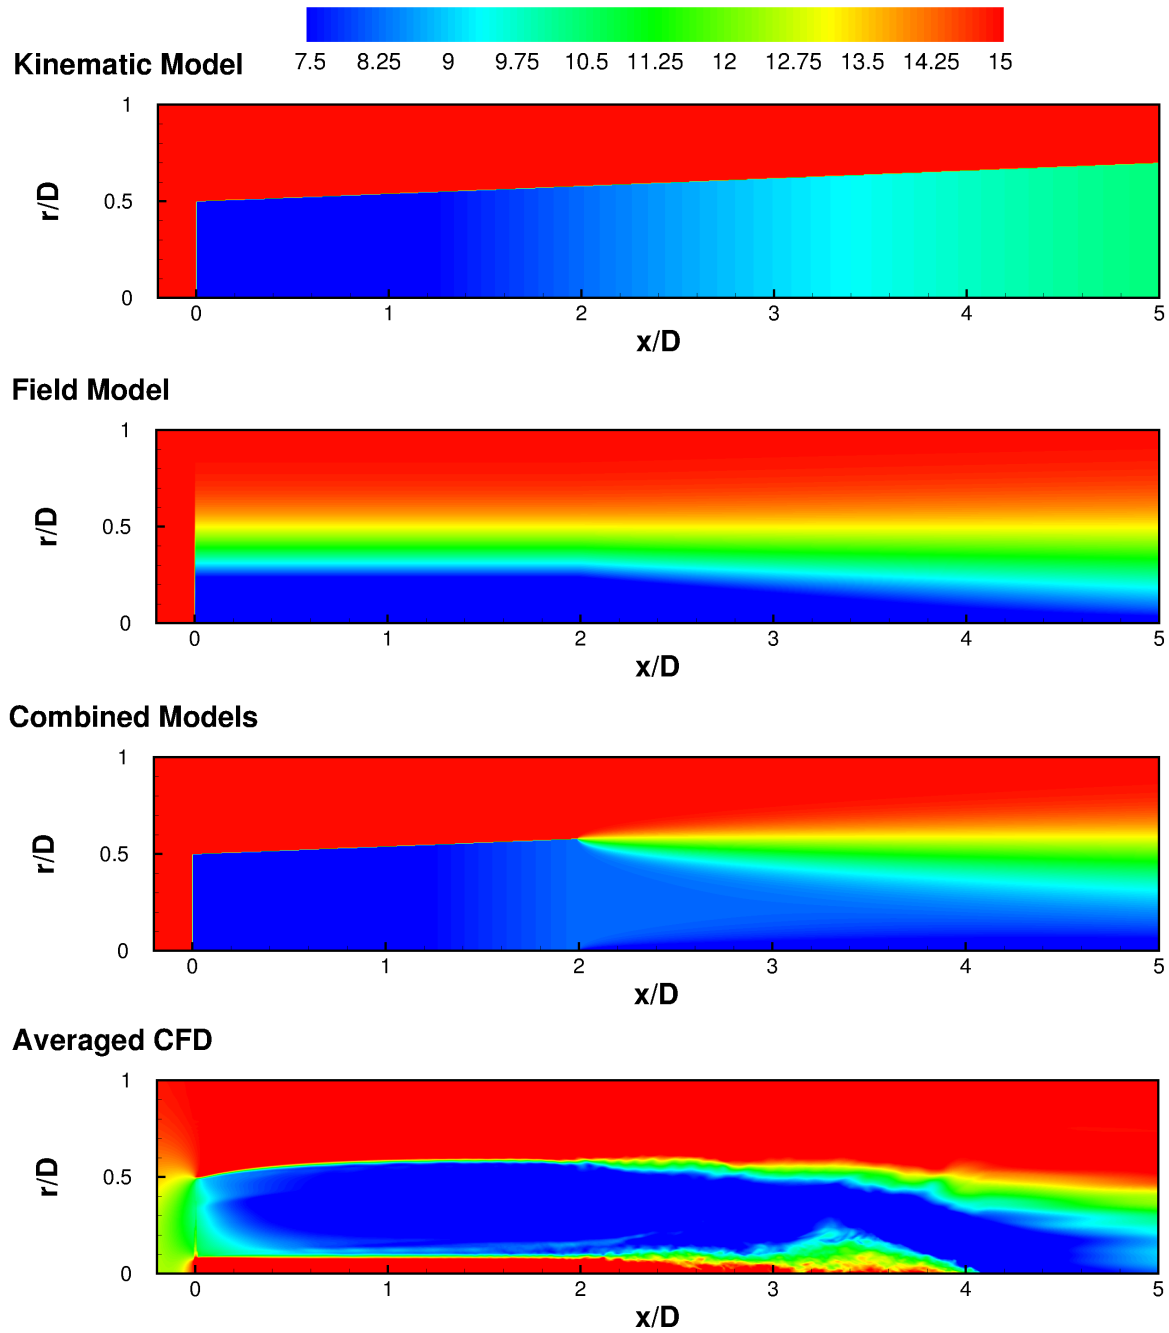 Kinematic Model
7.5 8.25 9 9.75 10.5 11.25 12 12.75 13.5 14.25 15
1
r/D
0.5
0
0 1 2 3 4 5
x/D
Field Model
1
r/D
0.5
0
0 1 2 3 4 5
x/D
Combined Models
1
r/D
0.5
0
0 1 2 3 4 5
x/D
Averaged CFD
1
r/D
0.5
0
0 1 2 3 4 5
x/D